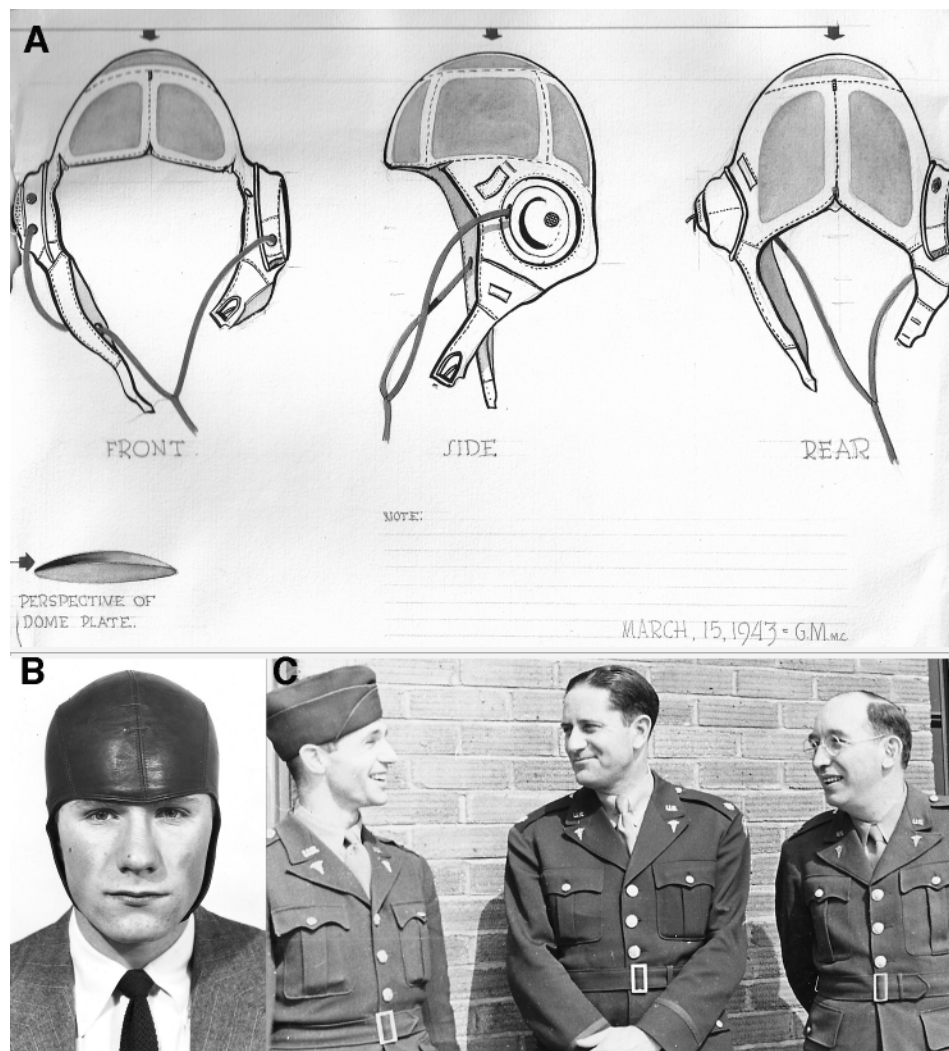 A
FRONT
SIDE
REAR
NOTE:
PERSPECTIVE OF
DOME PLATE.
MARCH, 15, 1943 = G.M.M.C.
B
C
U.S.
U.S.